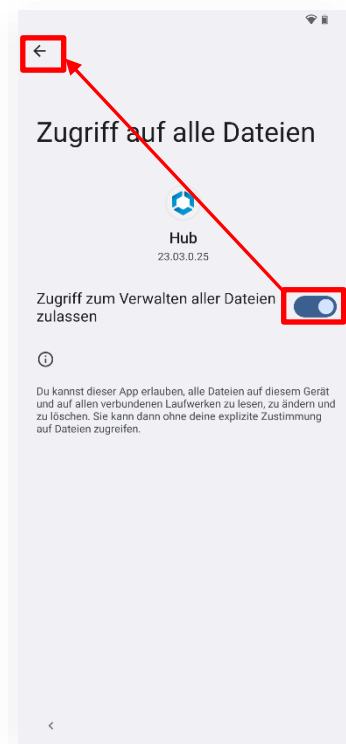 Zugriff auf alle Dateien
Hub
23.03.0.25
Zugriff zum Verwalten aller Dateien
zulassen
Du kannst dieser App erlauben, alle Dateien auf diesem Gerät
und auf allen verbundenen Laufwerken zu lesen, zu ändern und
zu löschen. Sie kann dann ohne deine explizite Zustimmung
auf Dateien zugreifen.